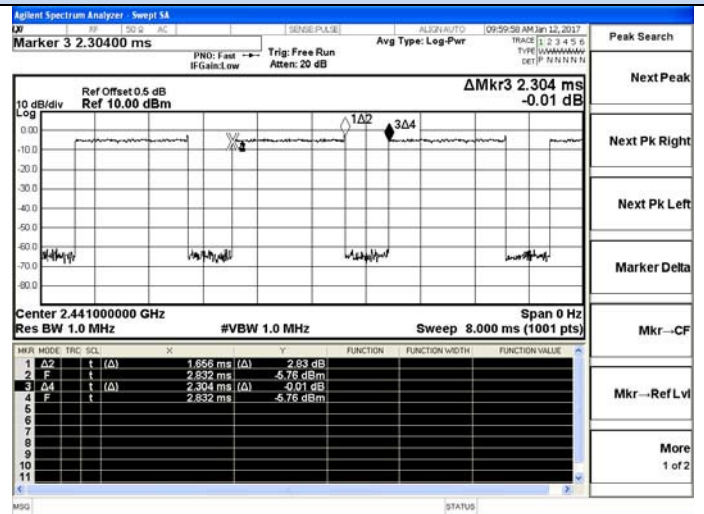 Agilent Spectrum Analyzer - Swept SA
RF 50 Ω AC SENSE:PULSE ALIGN AUTO 09:59:58 AM Jan 12, 2017
Marker 3 2.30400 ms
PNO: Fast
IFGain:Low
Trig: Free Run
Atten: 20 dB
Avg Type: Log-Pwr
TRACE 1 2 3 4 5 6
TYPE WWWWWW
DET P N N N N N
Peak Search
Next Peak
Next Pk Right
Next Pk Left
Marker Delta
Mkr→CF
Mkr→Ref Lvl
More
1 of 2
Ref Offset 0.5 dB
10 dB/div Ref 10.00 dBm
ΔMkr3 2.304 ms
-0.01 dB
Log
1Δ2
3Δ4
0.00
-10.0
-20.0
-30.0
-40.0
-50.0
-60.0
-70.0
-80.0
Center 2.441000000 GHz Span 0 Hz
Res BW 1.0 MHz #VBW 1.0 MHz Sweep 8.000 ms (1001 pts)
MKR MODE TRC SCL X Y FUNCTION FUNCTION WIDTH FUNCTION VALUE
1 Δ2 t (Δ) 1.656 ms (Δ) 2.83 dB
2 F t 2.832 ms -5.76 dBm
3 Δ4 t (Δ) 2.304 ms (Δ) -0.01 dB
4 F t 2.832 ms -5.76 dBm
5
6
7
8
9
10
11
MSG STATUS